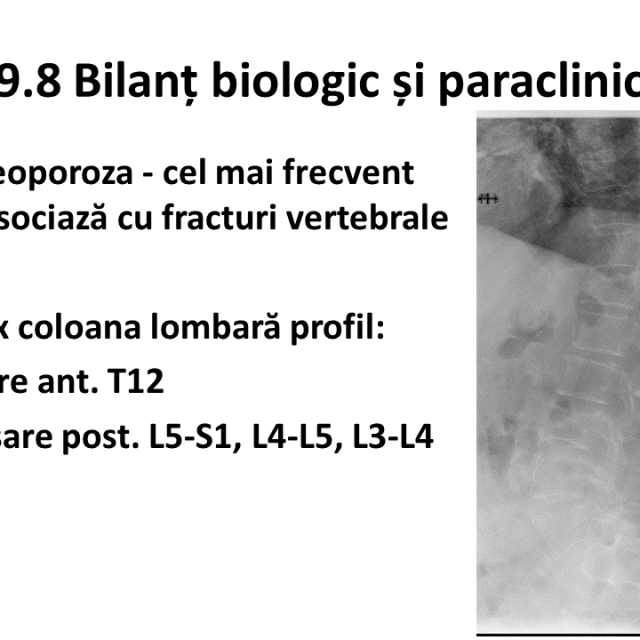 9.8 Bilanț biologic și paraclinic
eoporoza - cel mai frecvent
sociază cu fracturi vertebrale
x coloana lombară profil:
re ant. T12
sare post. L5-S1, L4-L5, L3-L4